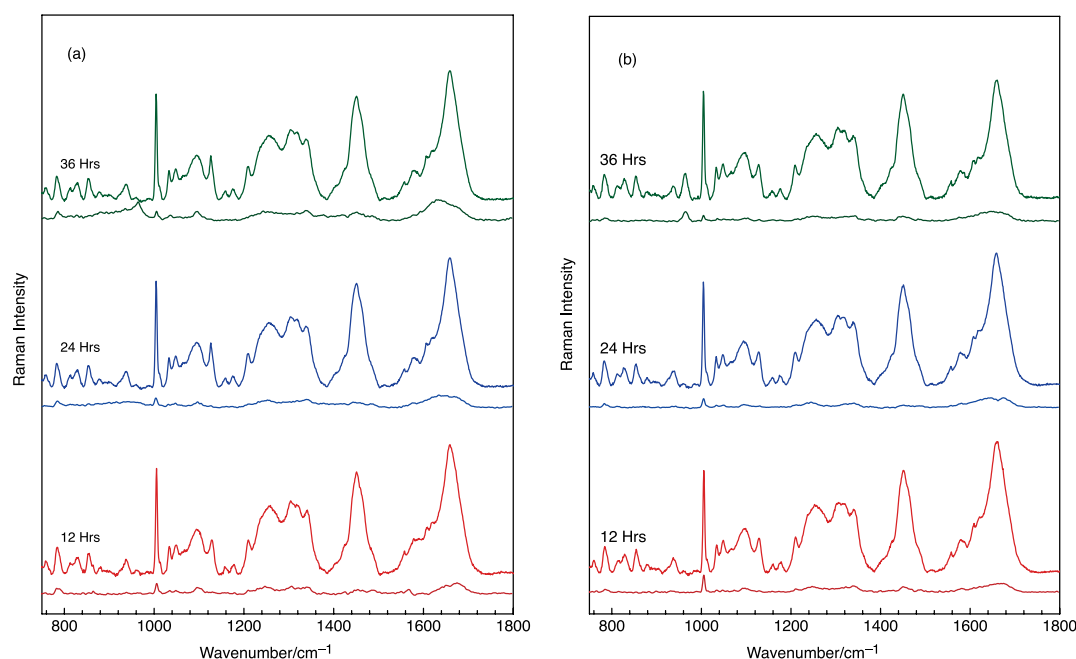 (a)
36 Hrs
24 Hrs
12 Hrs
Raman Intensity
800 1000 1200 1400 1600 1800
Wavenumber/cm⁻¹
(b)
36 Hrs
24 Hrs
12 Hrs
Raman Intensity
800 1000 1200 1400 1600 1800
Wavenumber/cm⁻¹